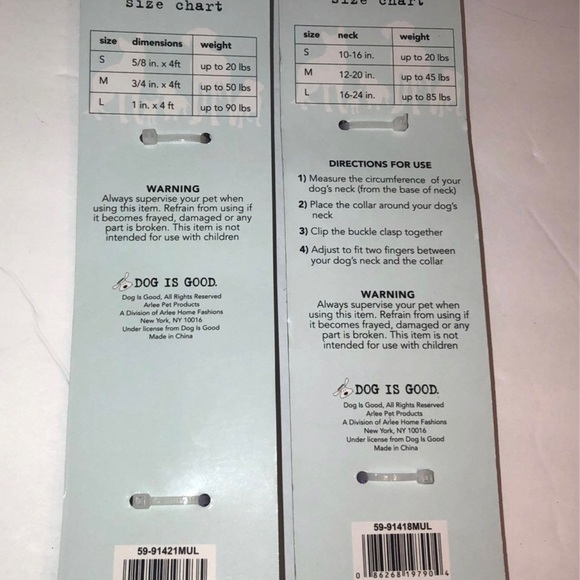 size chart
size dimensions weight
S 5/8 in. x 4ft up to 20 lbs
M 3/4 in. x 4ft up to 50 lbs
L 1 in. x 4 ft up to 90 lbs
WARNING
Always supervise your pet when
using this item. Refrain from using if
it becomes frayed, damaged or any
part is broken. This item is not
intended for use with children
DOG IS GOOD.
Dog Is Good, All Rights Reserved
Arlee Pet Products
A Division of Arlee Home Fashions
New York, NY 10016
Under license from Dog Is Good
Made in China
59-91421MUL
size chart
size neck weight
S 10-16 in. up to 20 lbs
M 12-20 in. up to 45 lbs
L 16-24 in. up to 85 lbs
DIRECTIONS FOR USE
1) Measure the circumference of your
dog's neck (from the base of neck)
2) Place the collar around your dog's
neck
3) Clip the buckle clasp together
4) Adjust to fit two fingers between
your dog's neck and the collar
WARNING
Always supervise your pet when
using this item. Refrain from using if
it becomes frayed, damaged or any
part is broken. This item is not
intended for use with children
DOG IS GOOD.
Dog Is Good, All Rights Reserved
Arlee Pet Products
A Division of Arlee Home Fashions
New York, NY 10016
Under license from Dog Is Good
Made in China
59-91418MUL
0 86268 19790 4